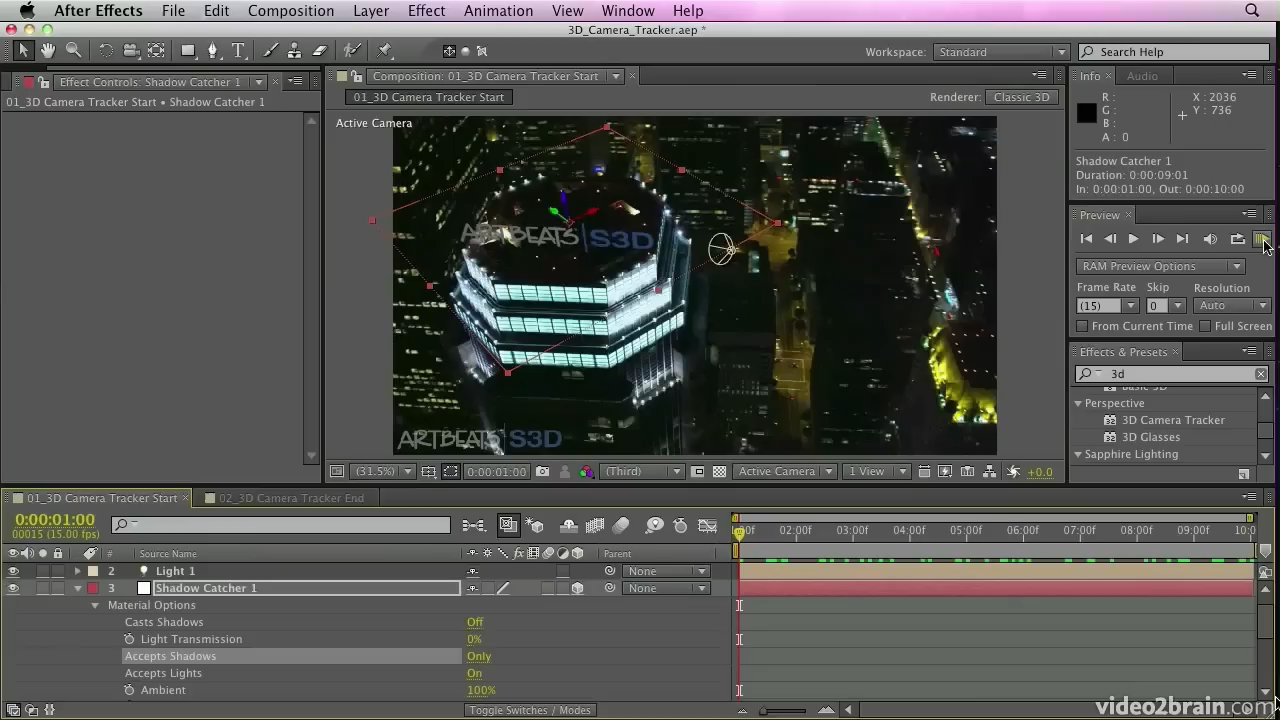 After Effects File Edit Composition Layer Effect Animation View Window Help
3D_Camera_Tracker.aep *
Workspace: Standard Search Help
Effect Controls: Shadow Catcher 1
Composition: 01_3D Camera Tracker Start
Info Audio
01_3D Camera Tracker Start • Shadow Catcher 1
01_3D Camera Tracker Start
Renderer: Classic 3D
R :
G :
B :
A : 0
X : 2036
Y : 736
Active Camera
Shadow Catcher 1
Duration: 0:00:09:01
In: 0:00:01:00, Out: 0:00:10:00
Preview
RAM Preview Options
Frame Rate Skip Resolution
(15) 0 Auto
From Current Time Full Screen
ARTBEATS|S3D
Effects & Presets
3d
Basic 3D
Perspective
3D Camera Tracker
3D Glasses
Sapphire Lighting
ARTBEATS S3D
(31.5%) 0:00:01:00 (Third) Active Camera 1 View +0.0
01_3D Camera Tracker Start 02_3D Camera Tracker End
0:00:01:00
00015 (15.00 fps)
:00f 02:00f 03:00f 04:00f 05:00f 06:00f 07:00f 08:00f 09:00f 10:0
# Source Name fx Parent
2 Light 1 None
3 Shadow Catcher 1 None
Material Options
Casts Shadows Off
Light Transmission 0%
Accepts Shadows Only
Accepts Lights On
Ambient 100%
Toggle Switches / Modes
video2brain.com